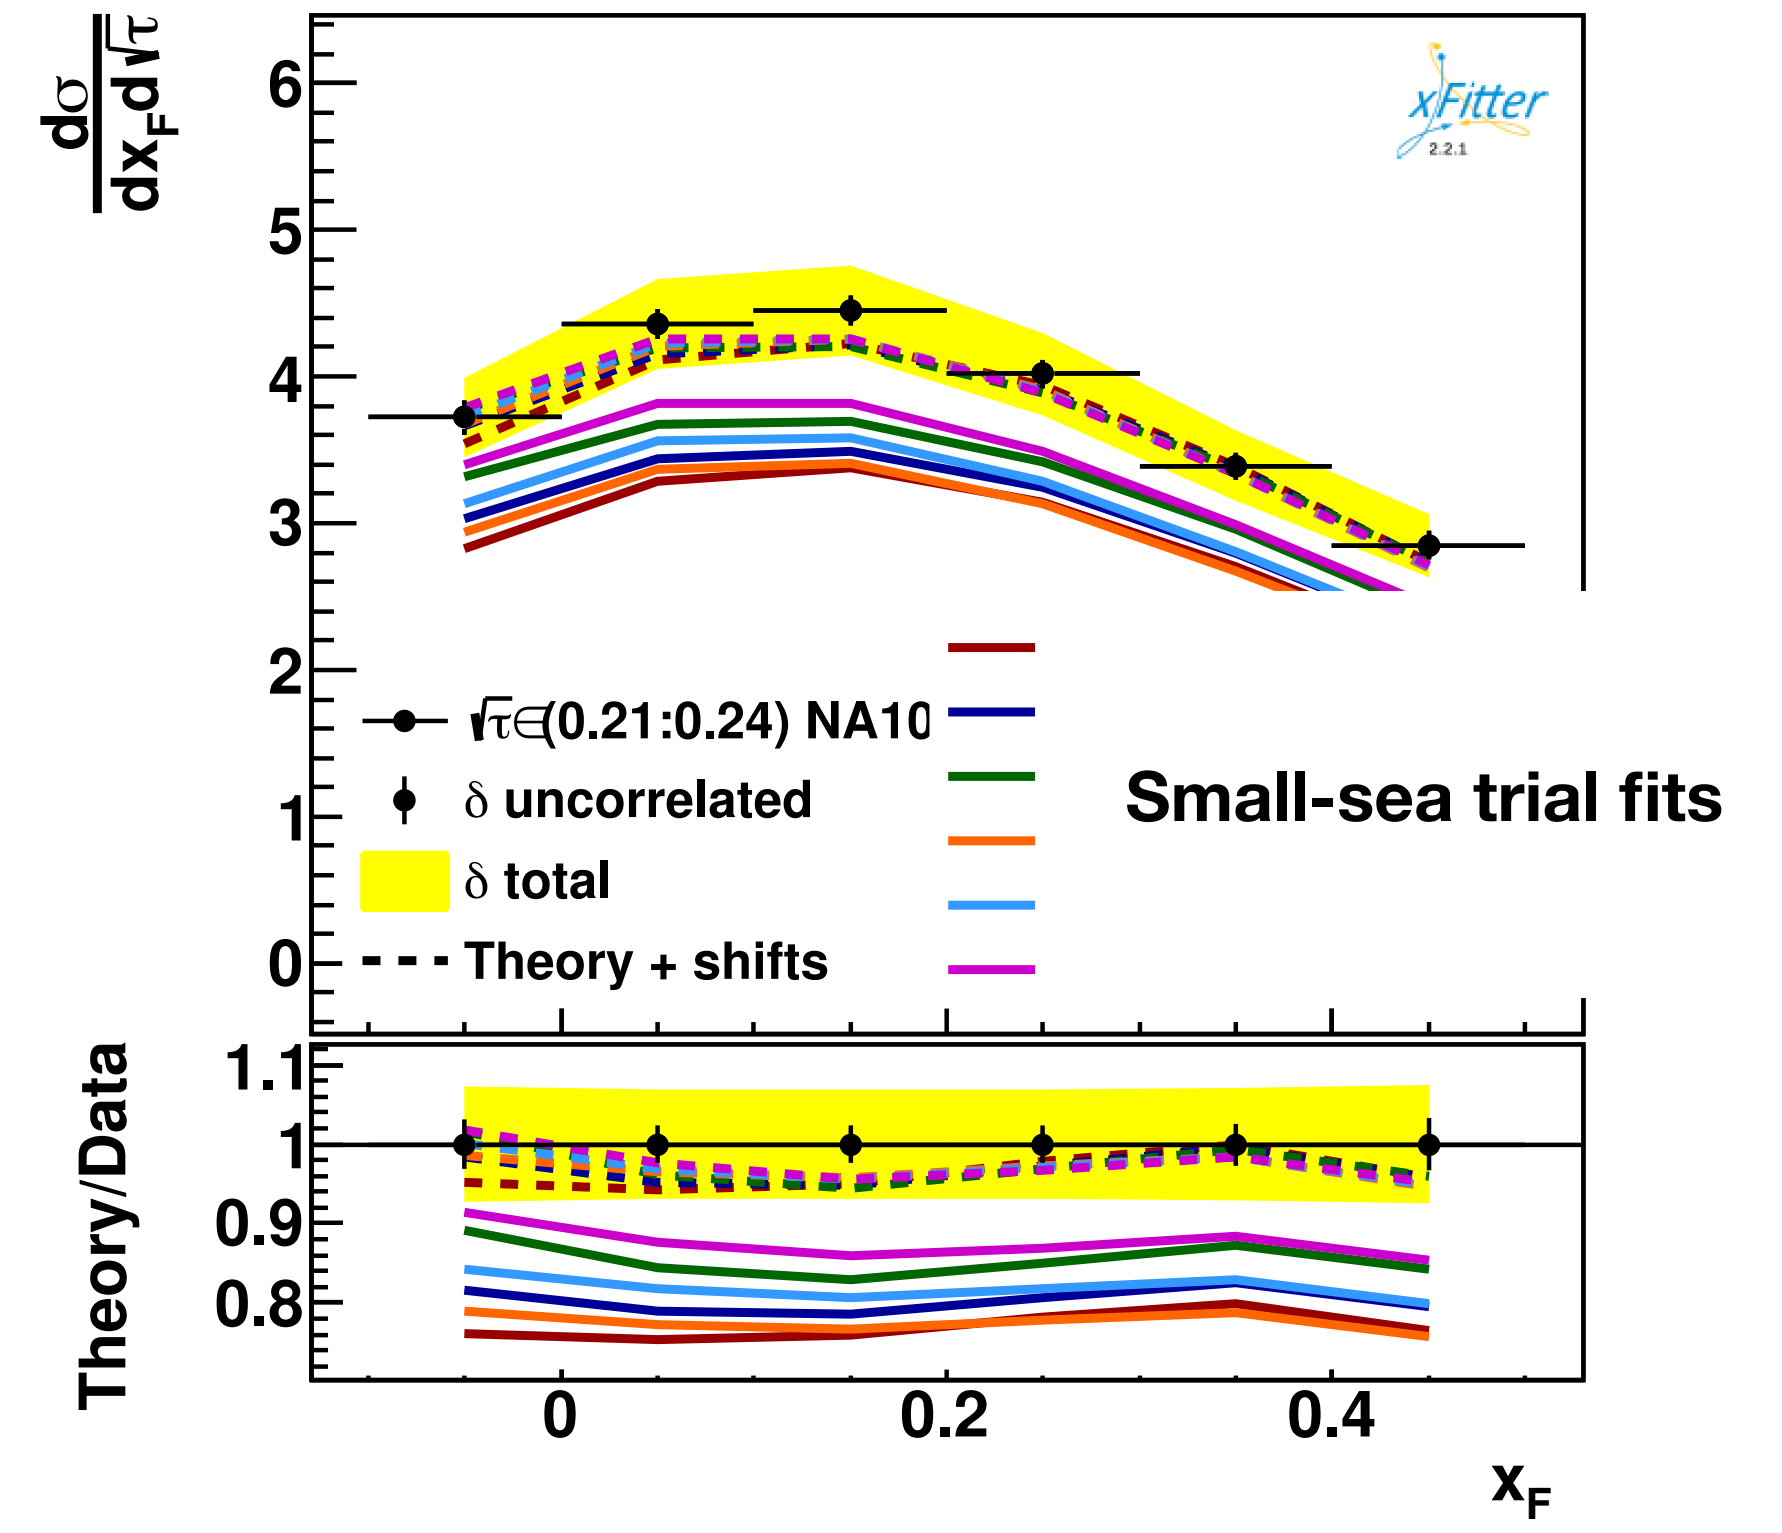 dσ
dx_F d√τ
6
5
4
3
2
1
0
xFitter
2.2.1
√τ∈(0.21:0.24) NA10
δ uncorrelated
δ total
Theory + shifts
Small-sea trial fits
Theory/Data
1.1
1
0.9
0.8
0
0.2
0.4
x_F